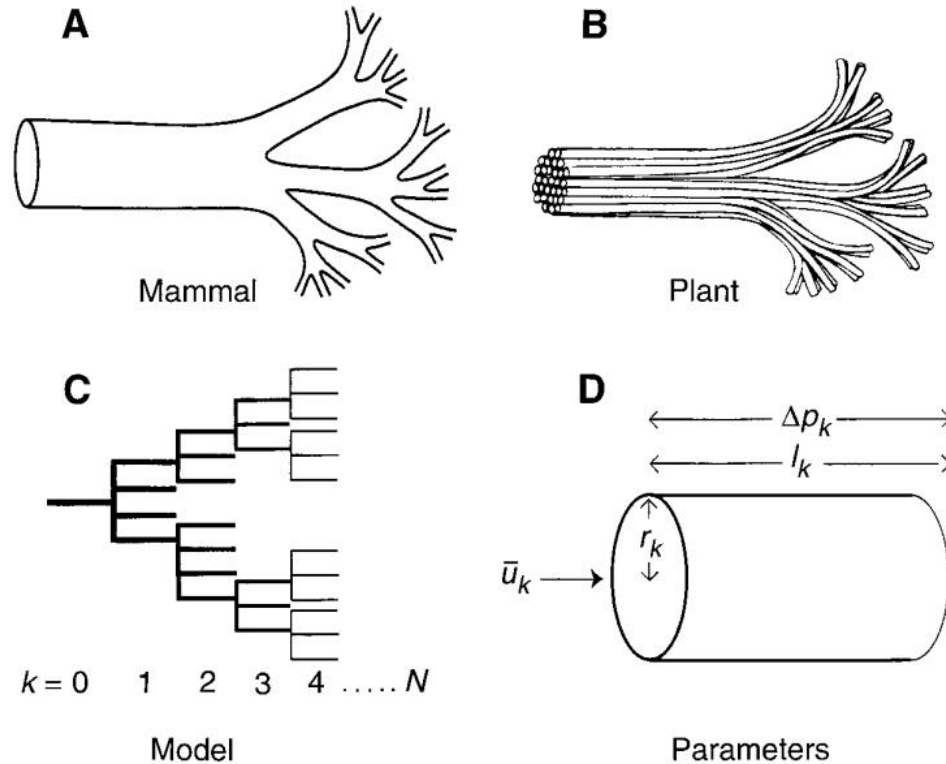 A
B
Mammal
Plant
C
D
Δp_k
l_k
r_k
ū_k
k = 0 1 2 3 4 ..... N
Model
Parameters